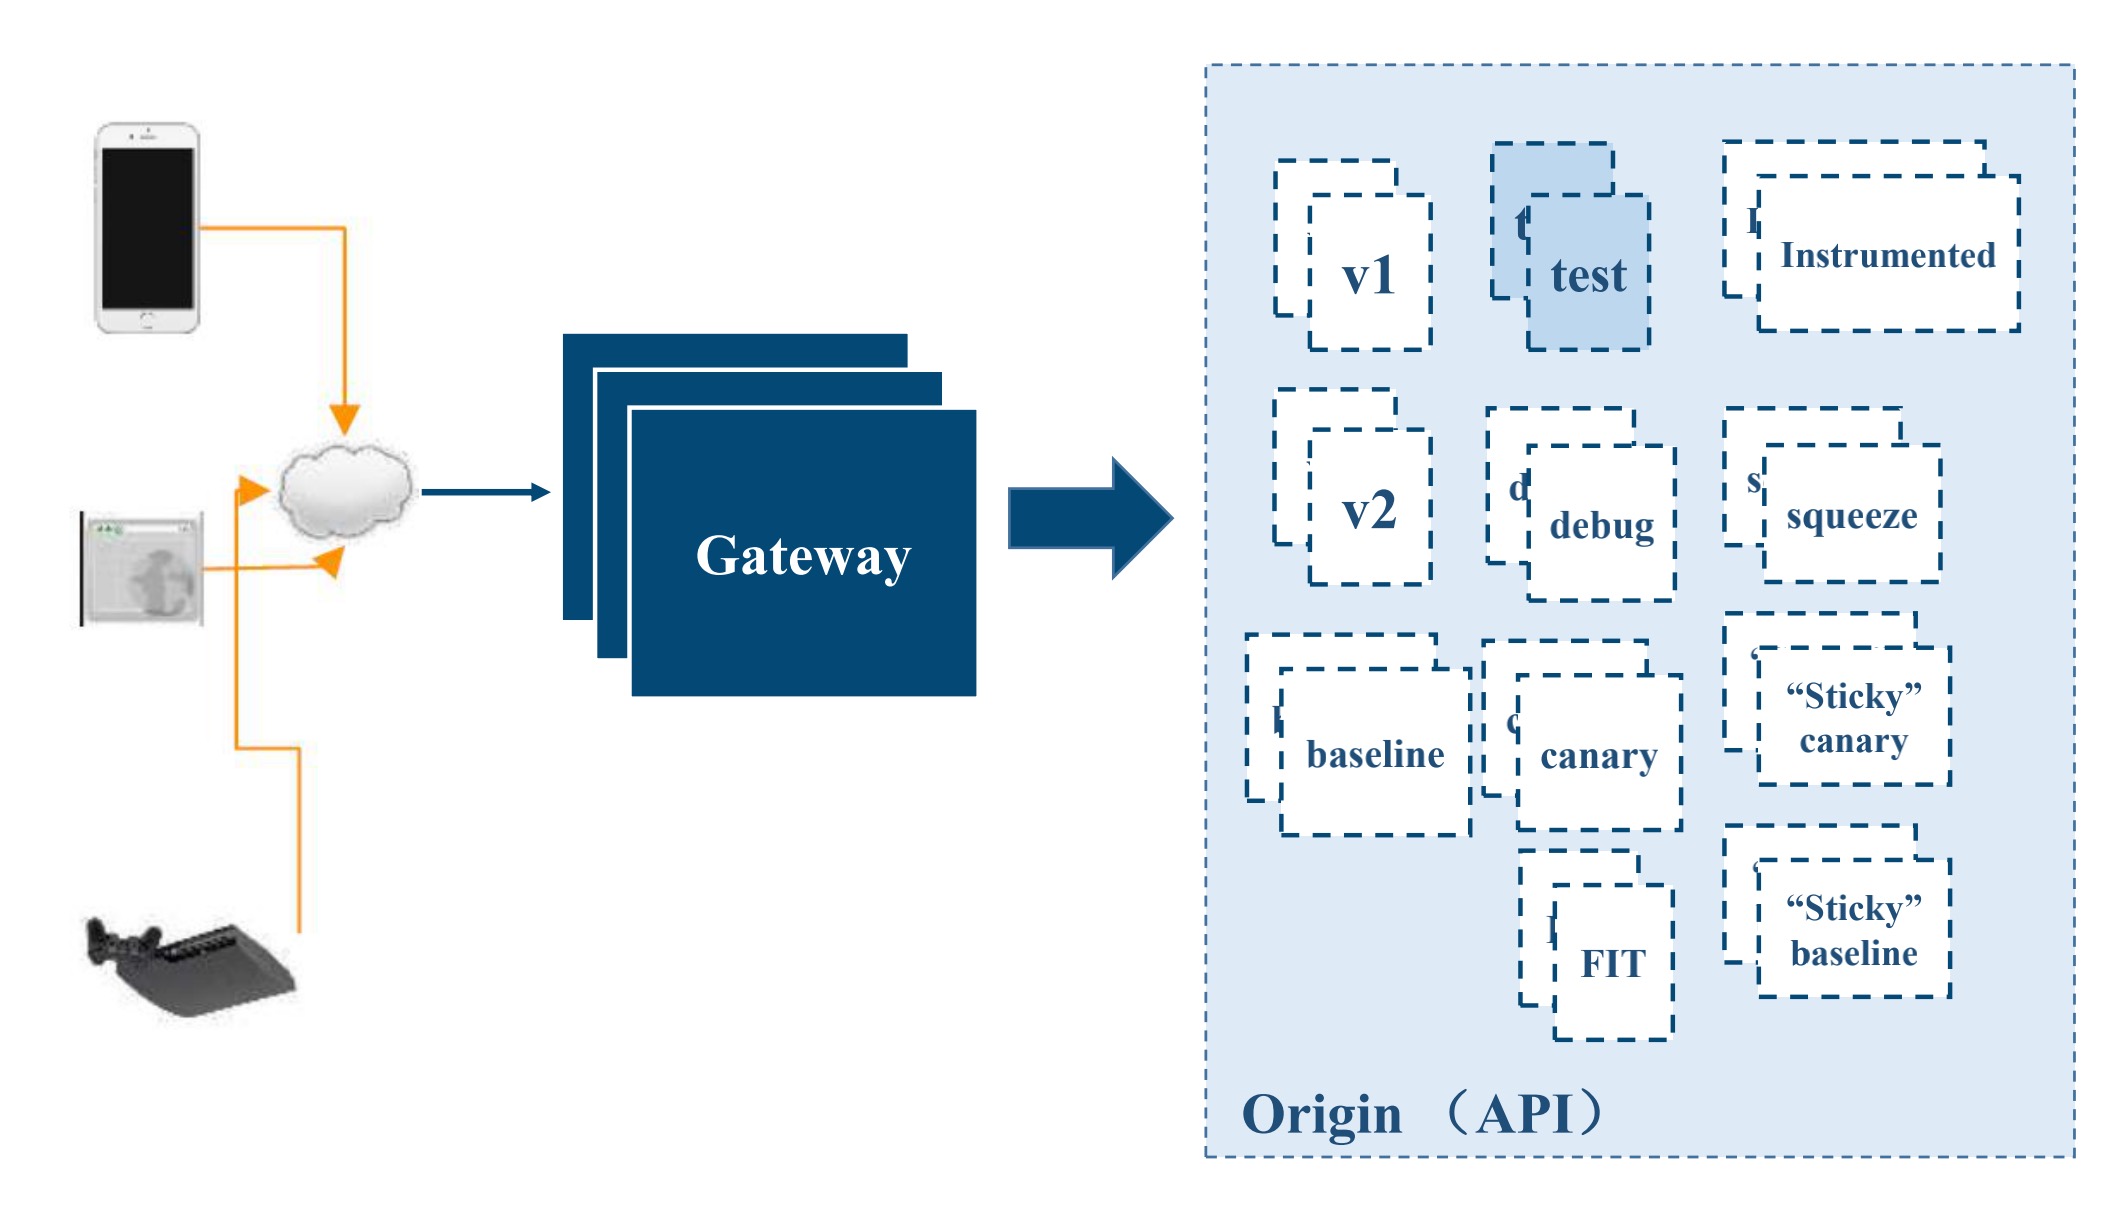 Gateway
v1
test
Instrumented
v2
debug
squeeze
baseline
canary
“Sticky”
canary
FIT
“Sticky”
baseline
Origin （API）